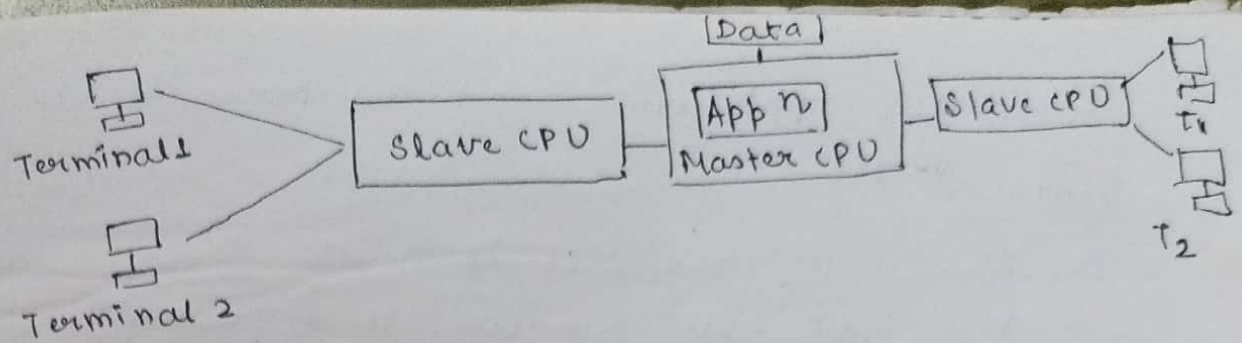 Data
Terminal1
Slave CPU
App n
Master CPU
Slave CPU
T1
Terminal 2
T2